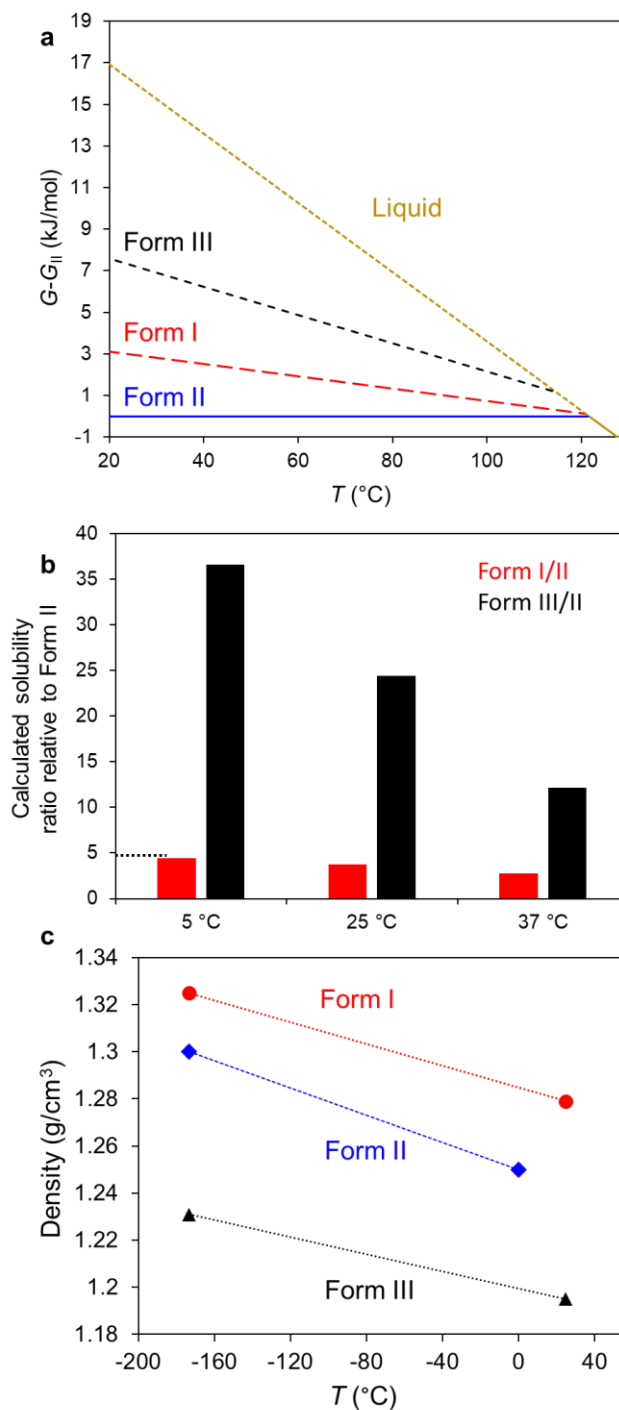 a
19
17
15
13
11
9
7
5
3
1
-1
G-GII (kJ/mol)
Liquid
Form III
Form I
Form II
20 40 60 80 100 120
T (°C)
b
40
35
30
25
20
15
10
5
0
Calculated solubility
ratio relative to Form II
Form I/II
Form III/II
5 °C 25 °C 37 °C
c
1.34
1.32
1.3
1.28
1.26
1.24
1.22
1.2
1.18
Density (g/cm³)
Form I
Form II
Form III
-200 -160 -120 -80 -40 0 40
T (°C)